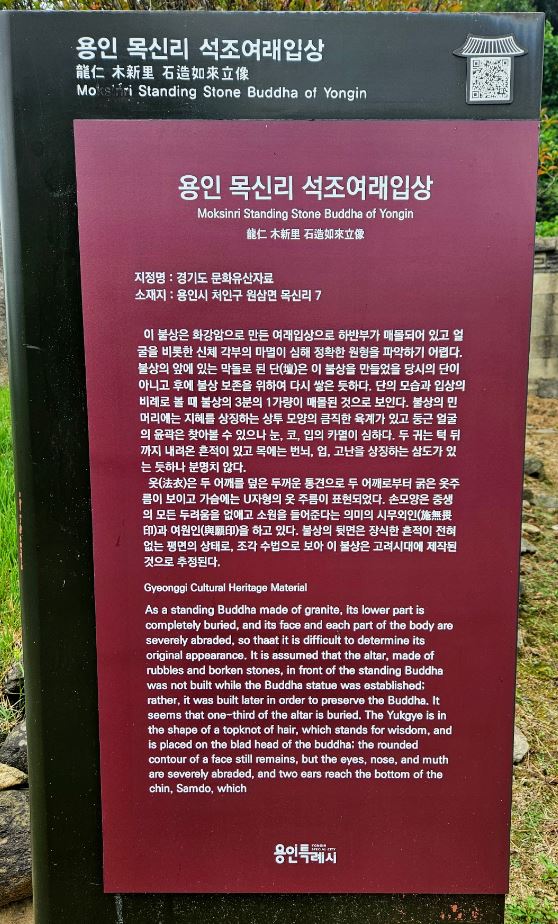 용인 목신리 석조여래입상
龍仁 木新里 石造如來立像
Moksinri Standing Stone Buddha of Yongin
용인 목신리 석조여래입상
Moksinri Standing Stone Buddha of Yongin
龍仁 木新里 石造如來立像
지정명 : 경기도 문화유산자료
소재지 : 용인시 처인구 원삼면 목신리 7
이 불상은 화강암으로 만든 여래입상으로 하반부가 매몰되어 있고 얼
굴을 비롯한 신체 각부의 마멸이 심해 정확한 원형을 파악하기 어렵다.
불상의 앞에 있는 막돌로 된 단(壇)은 이 불상을 만들었을 당시의 단이
아니고 후에 불상 보존을 위하여 다시 쌓은 듯하다. 단의 모습과 입상의
비례로 볼 때 불상의 3분의 1가량이 매몰된 것으로 보인다. 불상의 민
머리에는 지혜를 상징하는 상투 모양의 큼직한 육계가 있고 둥근 얼굴
의 윤곽은 찾아볼 수 있으나 눈, 코, 입의 마멸이 심하다. 두 귀는 턱 뒤
까지 내려온 흔적이 있고 목에는 번뇌, 업, 고난을 상징하는 삼도가 있
는 듯하나 분명치 않다.
옷(法衣)은 두 어깨를 덮은 두꺼운 통견으로 두 어깨로부터 굵은 옷주
름이 보이고 가슴에는 U자형의 옷 주름이 표현되었다. 손모양은 중생
의 모든 두려움을 없애고 소원을 들어준다는 의미의 시무외인(施無畏
印)과 여원인(與願印)을 하고 있다. 불상의 뒷면은 장식한 흔적이 전혀
없는 평면의 상태로, 조각 수법으로 보아 이 불상은 고려시대에 제작된
것으로 추정된다.
Gyeonggi Cultural Heritage Material
As a standing Buddha made of granite, its lower part is
completely buried, and its face and each part of the body are
severely abraded, so thaat it is difficult to determine its
original appearance. It is assumed that the altar, made of
rubbles and borken stones, in front of the standing Buddha
was not built while the Buddha statue was established;
rather, it was built later in order to preserve the Buddha. It
seems that one-third of the altar is buried. The Yukgye is in
the shape of a topknot of hair, which stands for wisdom, and
is placed on the blad head of the buddha; the rounded
contour of a face still remains, but the eyes, nose, and muth
are severely abraded, and two ears reach the bottom of the
chin, Samdo, which
용인특례시
YONGIN
SPECIAL CITY